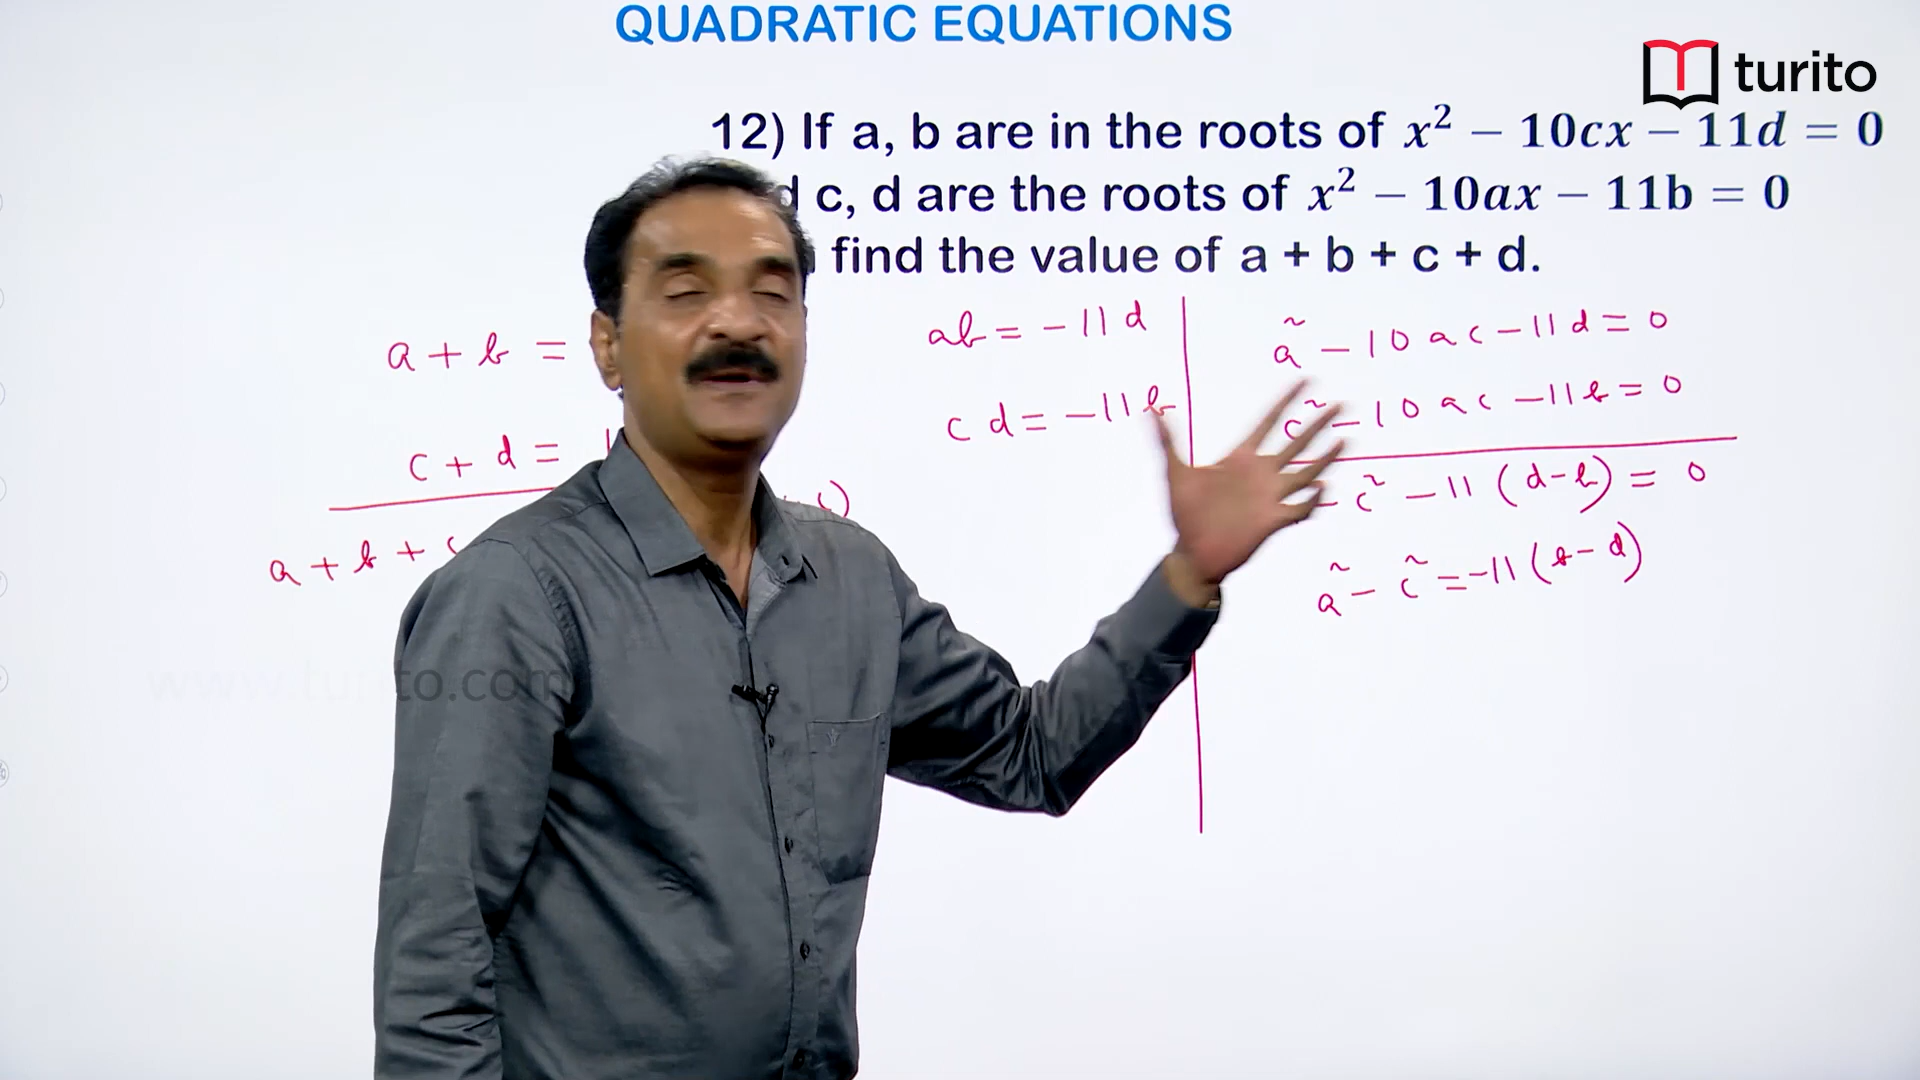 QUADRATIC EQUATIONS
turito
12) If a, b are in the roots of x² − 10cx − 11d = 0
d c, d are the roots of x² − 10ax − 11b = 0
find the value of a + b + c + d.
a + b =
ab = −11d
c + d = 1
cd = −11b
c)
a + b + c
a² − 10ac − 11d = 0
c² − 10ac − 11b = 0
− c² − 11(d−b) = 0
a² − c² = −11(b−d)
www.turito.com